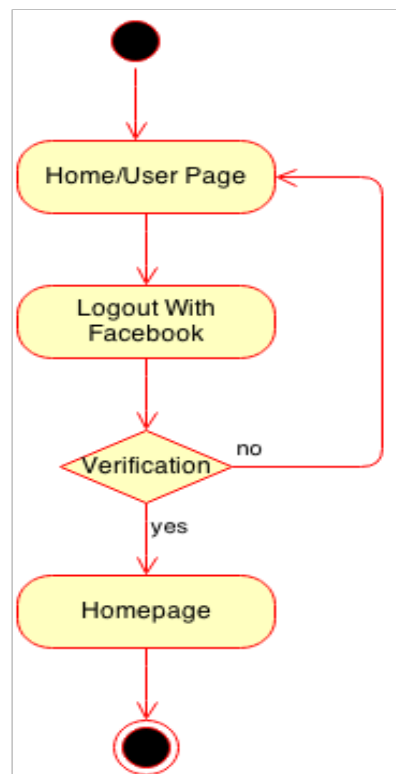 Home/User Page
Logout With
Facebook
Verification
no
yes
Homepage